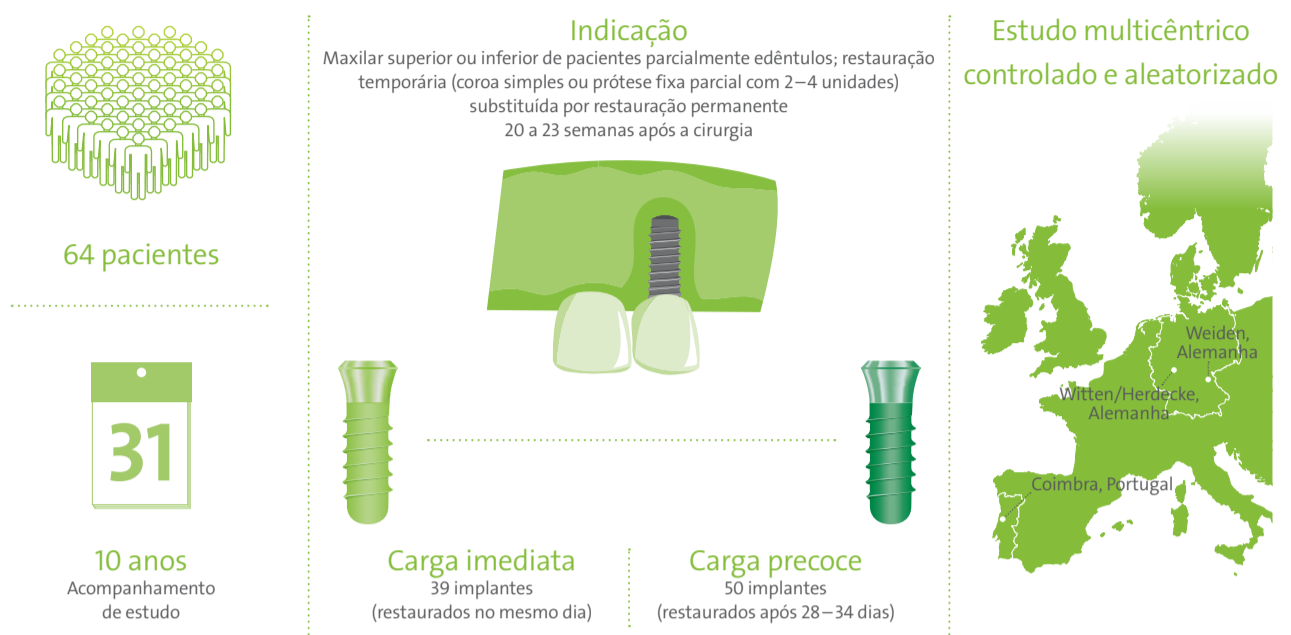 64 pacientes
31
10 anos
Acompanhamento
de estudo
Indicação
Maxilar superior ou inferior de pacientes parcialmente edêntulos; restauração
temporária (coroa simples ou prótese fixa parcial com 2–4 unidades)
substituída por restauração permanente
20 a 23 semanas após a cirurgia
Carga imediata
39 implantes
(restaurados no mesmo dia)
Carga precoce
50 implantes
(restaurados após 28–34 dias)
Estudo multicêntrico
controlado e aleatorizado
Weiden,
Alemanha
Witten/Herdecke,
Alemanha
Coimbra, Portugal